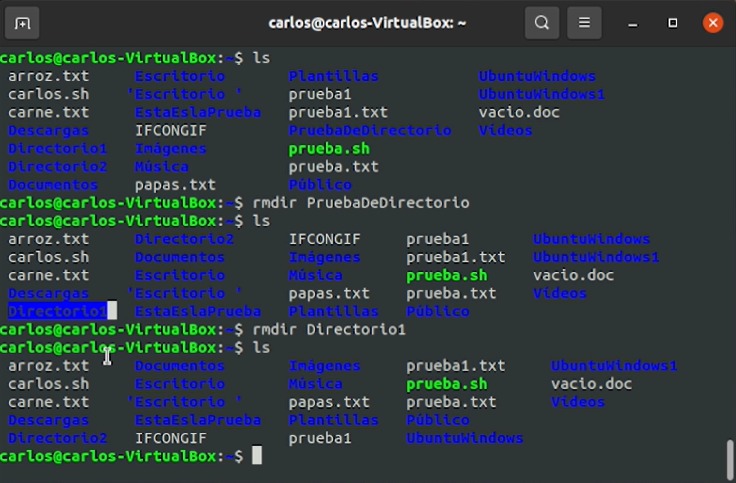 carlos@carlos-VirtualBox: ~
carlos@carlos-VirtualBox:~$ ls
arroz.txt Escritorio Plantillas UbuntuWindows
carlos.sh 'Escritorio ' prueba1 UbuntuWindows1
carne.txt EstaEslaPrueba prueba1.txt vacio.doc
Descargas IFCONGIF PruebaDeDirectorio Vídeos
Directorio1 Imágenes prueba.sh
Directorio2 Música prueba.txt
Documentos papas.txt Público
carlos@carlos-VirtualBox:~$ rmdir PruebaDeDirectorio
carlos@carlos-VirtualBox:~$ ls
arroz.txt Directorio2 IFCONGIF prueba1 UbuntuWindows
carlos.sh Documentos Imágenes prueba1.txt UbuntuWindows1
carne.txt Escritorio Música prueba.sh vacio.doc
Descargas 'Escritorio ' papas.txt prueba.txt Vídeos
Directorio1 EstaEslaPrueba Plantillas Público
carlos@carlos-VirtualBox:~$ rmdir Directorio1
carlos@carlos-VirtualBox:~$ ls
arroz.txt Documentos Imágenes prueba1.txt UbuntuWindows1
carlos.sh Escritorio Música prueba.sh vacio.doc
carne.txt 'Escritorio ' papas.txt prueba.txt Vídeos
Descargas EstaEslaPrueba Plantillas Público
Directorio2 IFCONGIF prueba1 UbuntuWindows
carlos@carlos-VirtualBox:~$